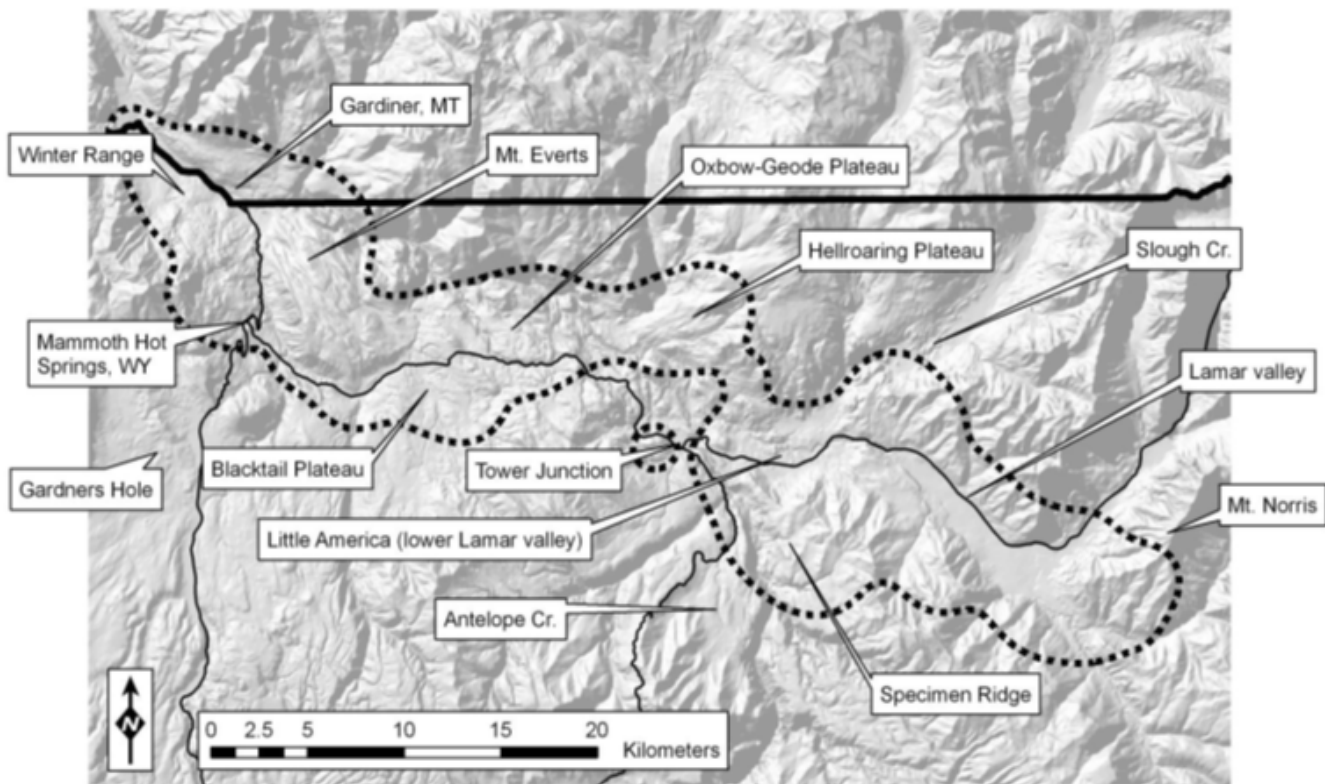 Gardiner, MT
Winter Range
Mt. Everts
Oxbow-Geode Plateau
Hellroaring Plateau
Slough Cr.
Mammoth Hot
Springs, WY
Lamar valley
Blacktail Plateau
Tower Junction
Gardners Hole
Mt. Norris
Little America (lower Lamar valley)
Antelope Cr.
Specimen Ridge
N
0 2.5 5 10 15 20
Kilometers